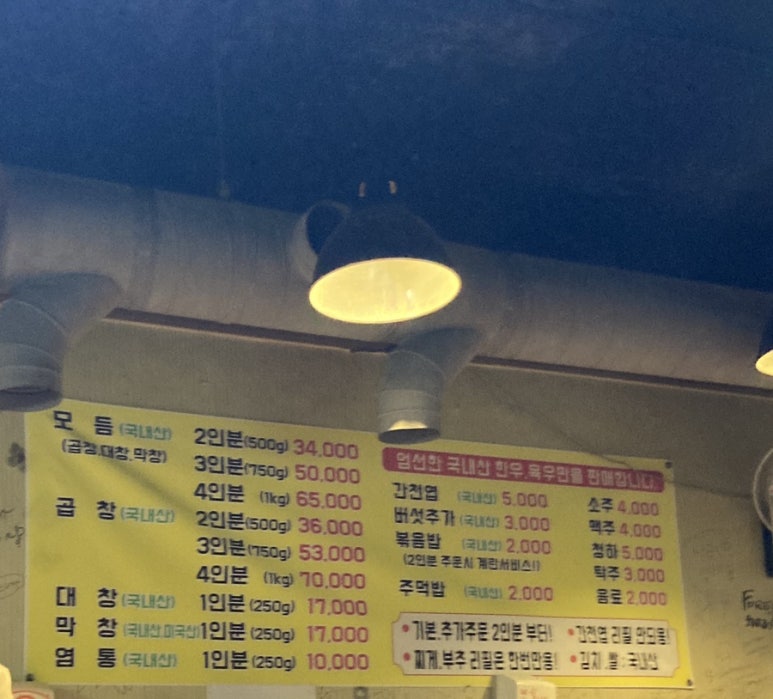 모 듬 (국내산) 2인분(500g) 34,000
(곱창.대창.막창) 3인분(750g) 50,000
4인분 (1kg) 65,000
곱 창 (국내산) 2인분(500g) 36,000
3인분(750g) 53,000
4인분 (1kg) 70,000
대 창 (국내산) 1인분(250g) 17,000
막 창 (국내산.미국산) 1인분(250g) 17,000
염 통 (국내산) 1인분(250g) 10,000
엄선한 국내산 한우.육우만을 판매합니다.
간천엽 (국내산) 5,000
버섯추가 (국내산) 3,000
볶음밥 (국내산) 2,000
(2인분 주문시 계란서비스!)
주먹밥 (국내산) 2,000
소주 4,000
맥주 4,000
청하 5,000
탁주 3,000
음료 2,000
•기본.추가주문 2인분 부터! •간천엽 리필 안되용!
•찌개.부추 리필은 한번만용! •김치.쌀:국내산